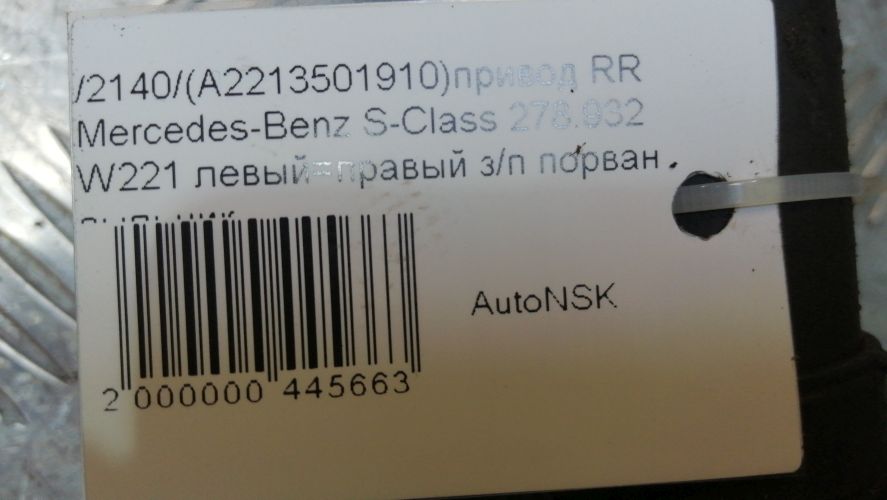 /2140/(A2213501910)привод RR
Mercedes-Benz S-Class 278.932
W221 левый=правый з/п порван
AutoNSK
2 000000 445663